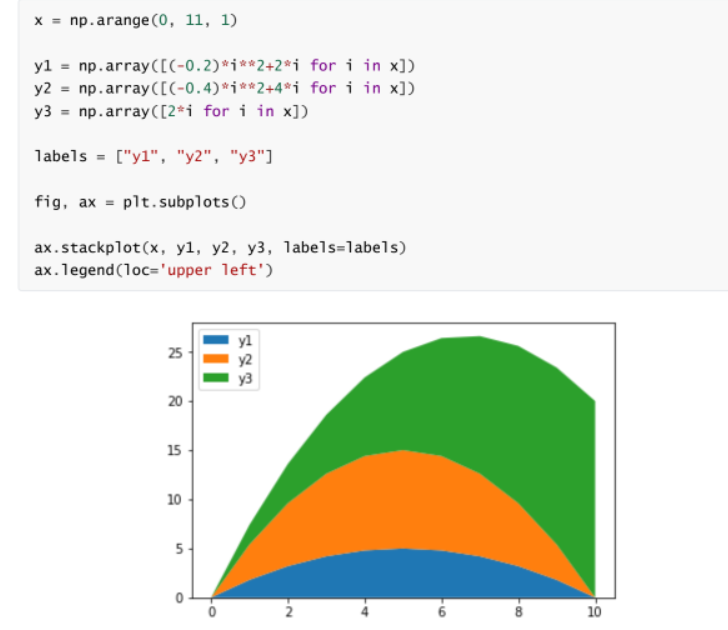 x = np.arange(0, 11, 1)
y1 = np.array([(-0.2)*i**2+2*i for i in x])
y2 = np.array([(-0.4)*i**2+4*i for i in x])
y3 = np.array([2*i for i in x])
labels = ["y1", "y2", "y3"]
fig, ax = plt.subplots()
ax.stackplot(x, y1, y2, y3, labels=labels)
ax.legend(loc='upper left')
y1
y2
y3
25
20
15
10
5
0
0 2 4 6 8 10